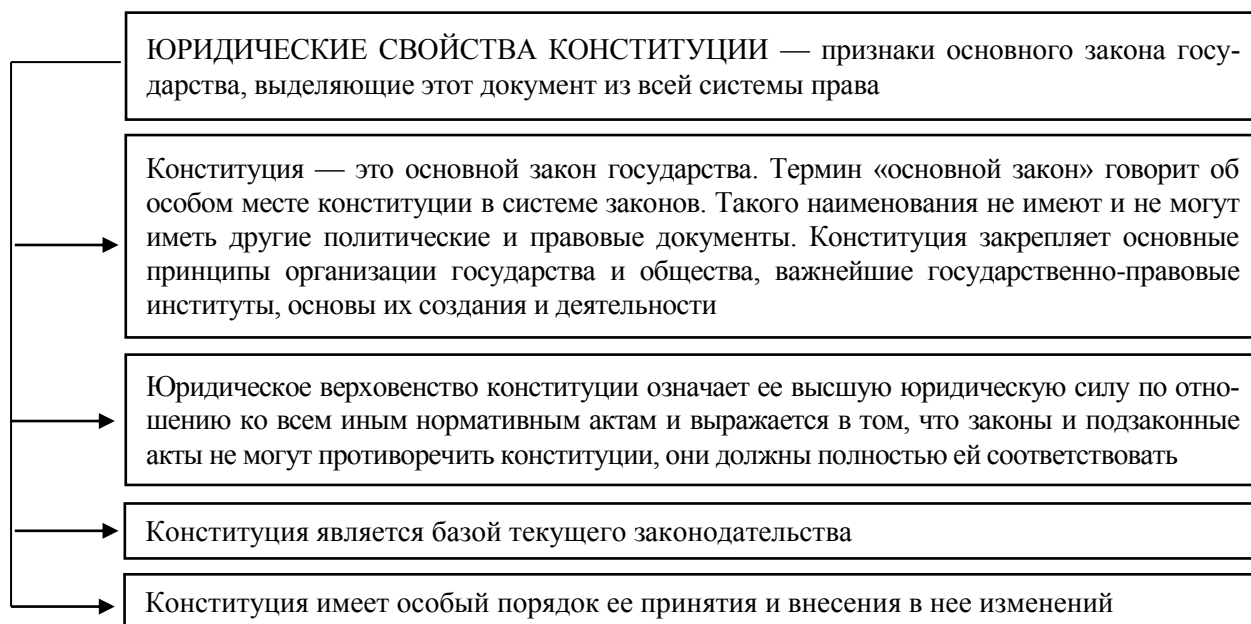 ЮРИДИЧЕСКИЕ СВОЙСТВА КОНСТИТУЦИИ — признаки основного закона госу-
дарства, выделяющие этот документ из всей системы права
Конституция — это основной закон государства. Термин «основной закон» говорит об
особом месте конституции в системе законов. Такого наименования не имеют и не могут
иметь другие политические и правовые документы. Конституция закрепляет основные
принципы организации государства и общества, важнейшие государственно-правовые
институты, основы их создания и деятельности
Юридическое верховенство конституции означает ее высшую юридическую силу по отно-
шению ко всем иным нормативным актам и выражается в том, что законы и подзаконные
акты не могут противоречить конституции, они должны полностью ей соответствовать
Конституция является базой текущего законодательства
Конституция имеет особый порядок ее принятия и внесения в нее изменений